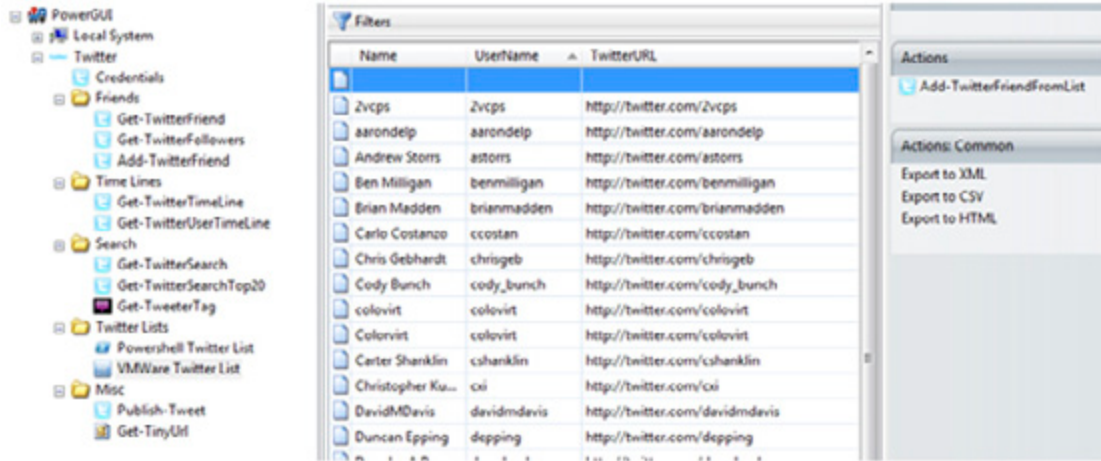 PowerGUI
Local System
Twitter
Credentials
Friends
Get-TwitterFriend
Get-TwitterFollowers
Add-TwitterFriend
Time Lines
Get-TwitterTimeLine
Get-TwitterUserTimeLine
Search
Get-TwitterSearch
Get-TwitterSearchTop20
Get-TweeterTag
Twitter Lists
Powershell Twitter List
VMWare Twitter List
Misc
Publish-Tweet
Get-TinyUrl
Filters
Name UserName TwitterURL
2vcps 2vcps http://twitter.com/2vcps
aarondelp aarondelp http://twitter.com/aarondelp
Andrew Storrs astorrs http://twitter.com/astorrs
Ben Milligan benmilligan http://twitter.com/benmilligan
Brian Madden brianmadden http://twitter.com/brianmadden
Carlo Costanzo ccostan http://twitter.com/ccostan
Chris Gebhardt chrisgeb http://twitter.com/chrisgeb
Cody Bunch cody_bunch http://twitter.com/cody_bunch
colovirt colovirt http://twitter.com/colovirt
Colorvirt colovirt http://twitter.com/colovirt
Carter Shanklin cshanklin http://twitter.com/cshanklin
Christopher Ku... cxi http://twitter.com/cxi
DavidMDavis davidmdavis http://twitter.com/davidmdavis
Duncan Epping depping http://twitter.com/depping
Actions
Add-TwitterFriendFromList
Actions: Common
Export to XML
Export to CSV
Export to HTML